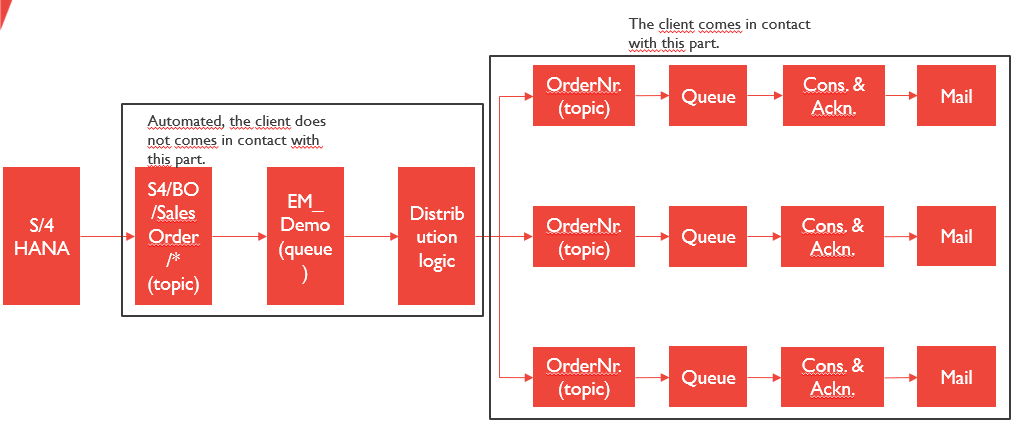 The client comes in contact
with this part.
Automated, the client does
not comes in contact with
this part.
S/4
HANA
S4/BO
/Sales
Order
/*
(topic)
EM_
Demo
(queue
)
Distrib
ution
logic
OrderNr.
(topic)
Queue
Cons. &
Ackn.
Mail
OrderNr.
(topic)
Queue
Cons. &
Ackn.
Mail
OrderNr.
(topic)
Queue
Cons. &
Ackn.
Mail